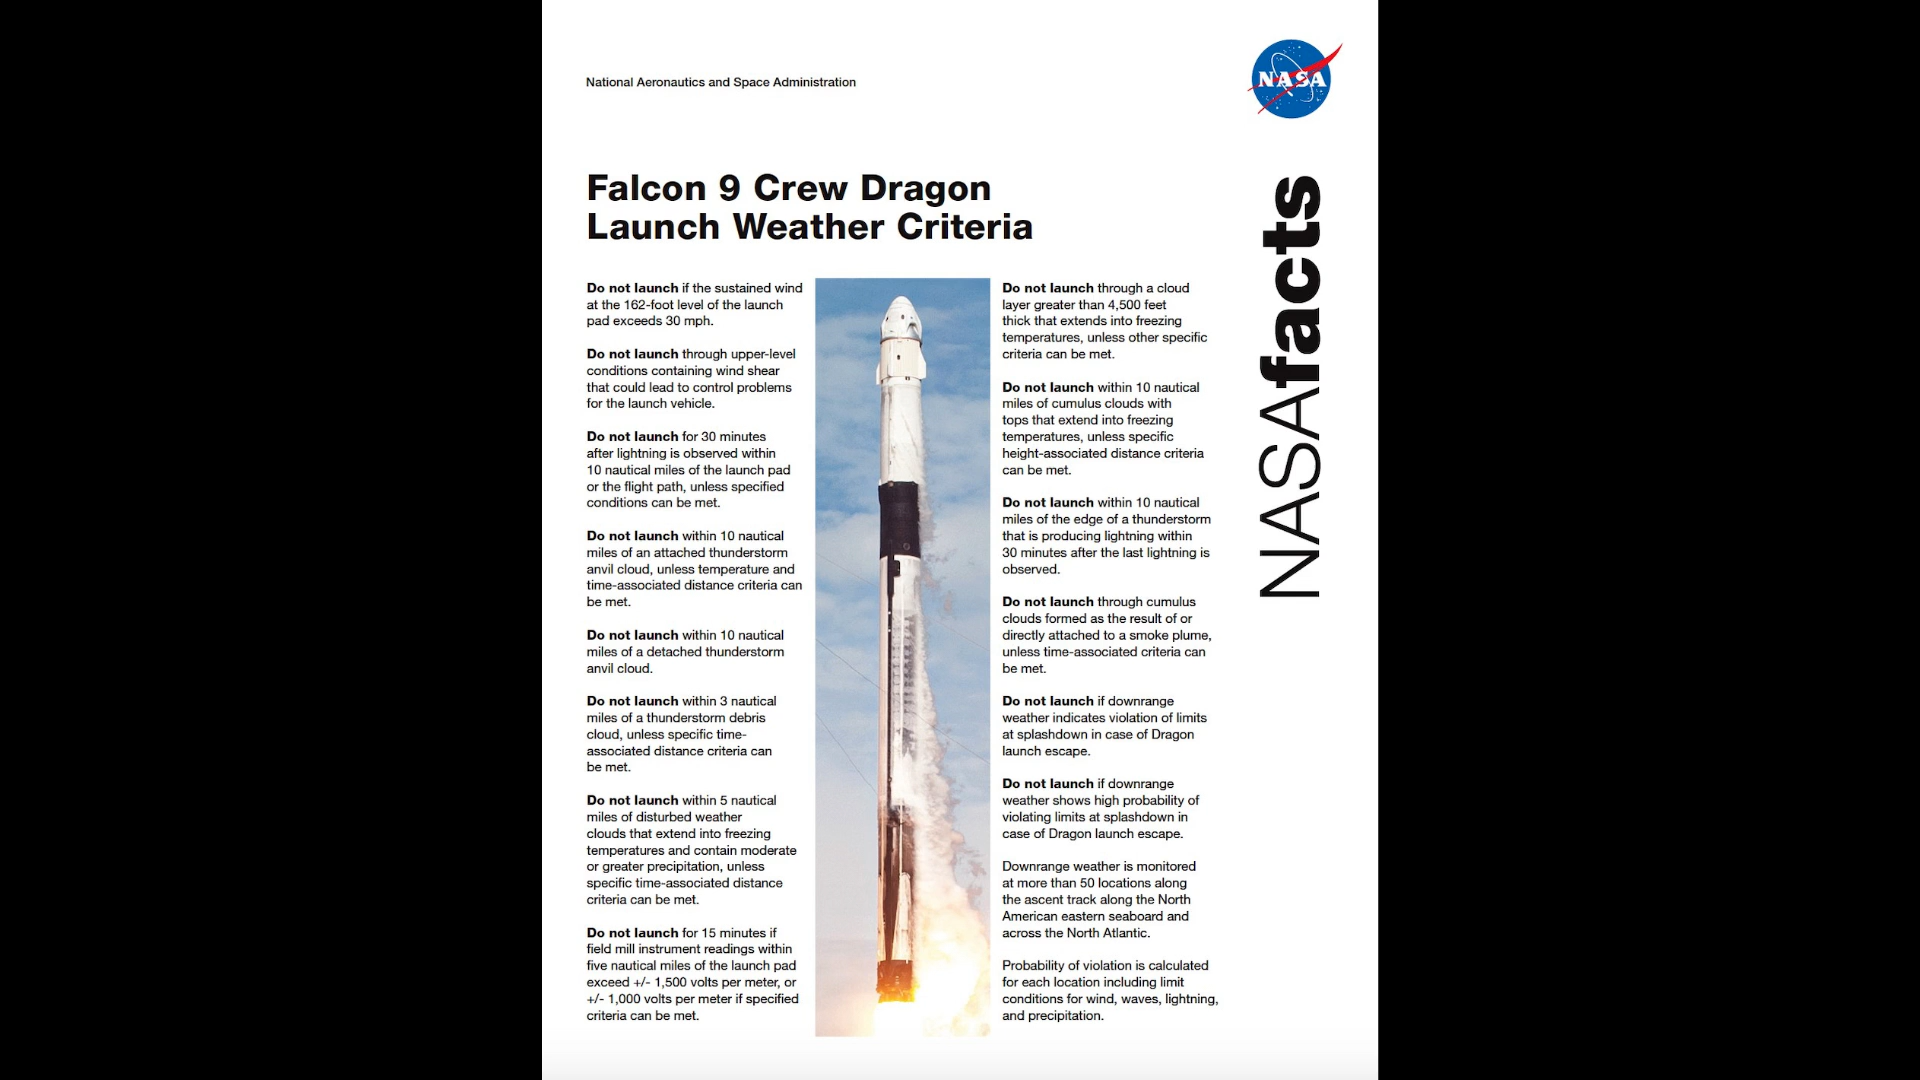 National Aeronautics and Space Administration
NASA
Falcon 9 Crew Dragon
Launch Weather Criteria
Do not launch if the sustained wind
at the 162-foot level of the launch
pad exceeds 30 mph.
Do not launch through upper-level
conditions containing wind shear
that could lead to control problems
for the launch vehicle.
Do not launch for 30 minutes
after lightning is observed within
10 nautical miles of the launch pad
or the flight path, unless specified
conditions can be met.
Do not launch within 10 nautical
miles of an attached thunderstorm
anvil cloud, unless temperature and
time-associated distance criteria can
be met.
Do not launch within 10 nautical
miles of a detached thunderstorm
anvil cloud.
Do not launch within 3 nautical
miles of a thunderstorm debris
cloud, unless specific time-
associated distance criteria can
be met.
Do not launch within 5 nautical
miles of disturbed weather
clouds that extend into freezing
temperatures and contain moderate
or greater precipitation, unless
specific time-associated distance
criteria can be met.
Do not launch for 15 minutes if
field mill instrument readings within
five nautical miles of the launch pad
exceed +/- 1,500 volts per meter, or
+/- 1,000 volts per meter if specified
criteria can be met.
Do not launch through a cloud
layer greater than 4,500 feet
thick that extends into freezing
temperatures, unless other specific
criteria can be met.
Do not launch within 10 nautical
miles of cumulus clouds with
tops that extend into freezing
temperatures, unless specific
height-associated distance criteria
can be met.
Do not launch within 10 nautical
miles of the edge of a thunderstorm
that is producing lightning within
30 minutes after the last lightning is
observed.
Do not launch through cumulus
clouds formed as the result of or
directly attached to a smoke plume,
unless time-associated criteria can
be met.
Do not launch if downrange
weather indicates violation of limits
at splashdown in case of Dragon
launch escape.
Do not launch if downrange
weather shows high probability of
violating limits at splashdown in
case of Dragon launch escape.
Downrange weather is monitored
at more than 50 locations along
the ascent track along the North
American eastern seaboard and
across the North Atlantic.
Probability of violation is calculated
for each location including limit
conditions for wind, waves, lightning,
and precipitation.
NASAfacts